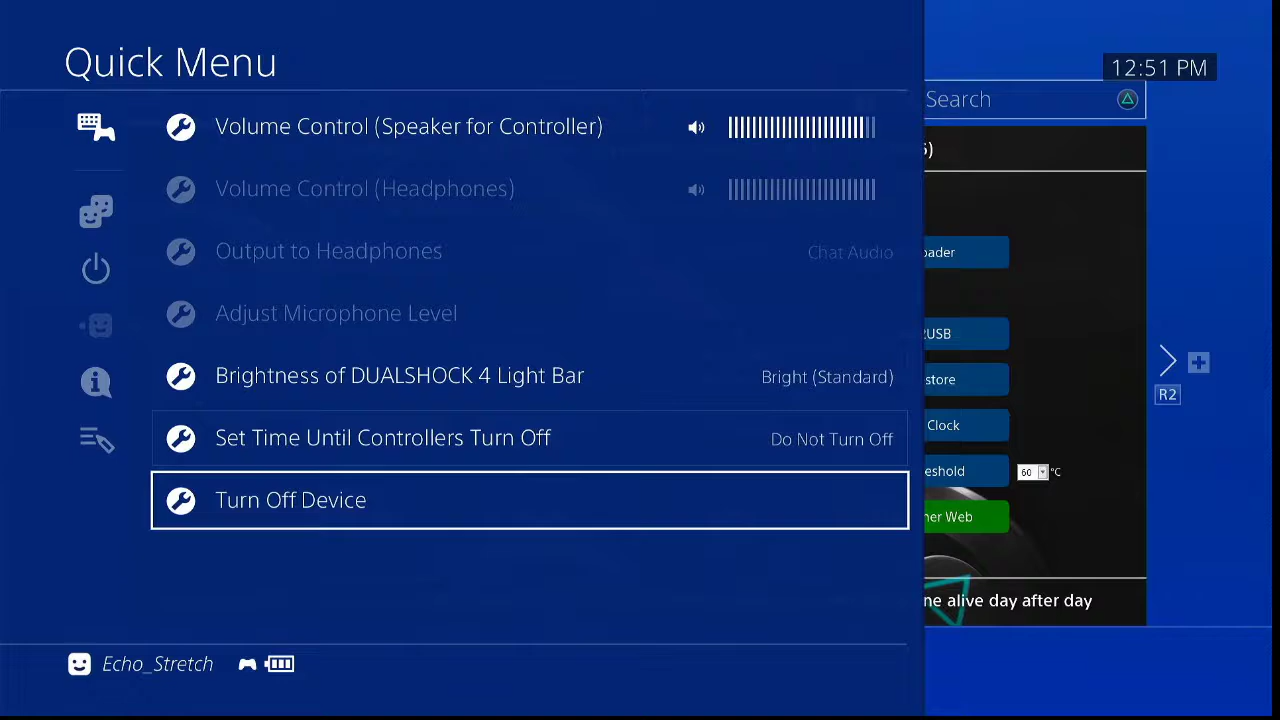 Quick Menu
12:51 PM
Search
Volume Control (Speaker for Controller)
Volume Control (Headphones)
Output to Headphones Chat Audio
Adjust Microphone Level
Brightness of DUALSHOCK 4 Light Bar Bright (Standard)
Set Time Until Controllers Turn Off Do Not Turn Off
Turn Off Device
Echo_Stretch
oader
USB
store
Clock
eshold 60 °C
her Web
ne alive day after day
R2